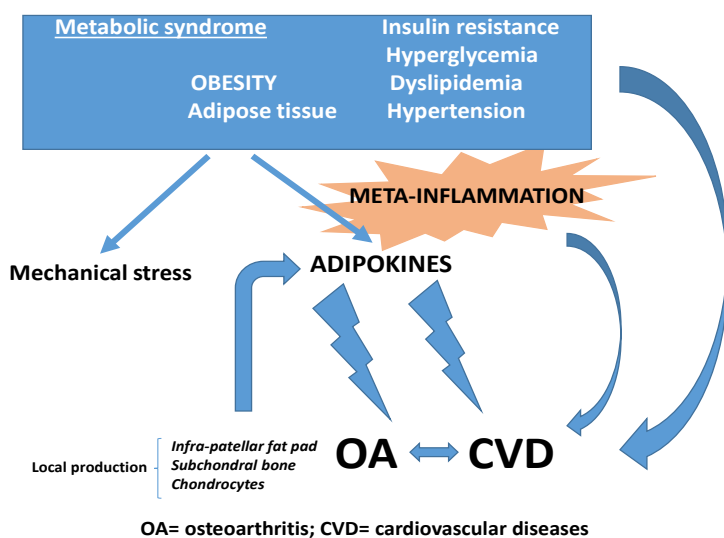 Metabolic syndrome
Insulin resistance
Hyperglycemia
OBESITY
Dyslipidemia
Adipose tissue
Hypertension
META-INFLAMMATION
ADIPOKINES
Mechanical stress
Local production
Infra-patellar fat pad
Subchondral bone
Chondrocytes
OA
CVD
OA= osteoarthritis; CVD= cardiovascular diseases